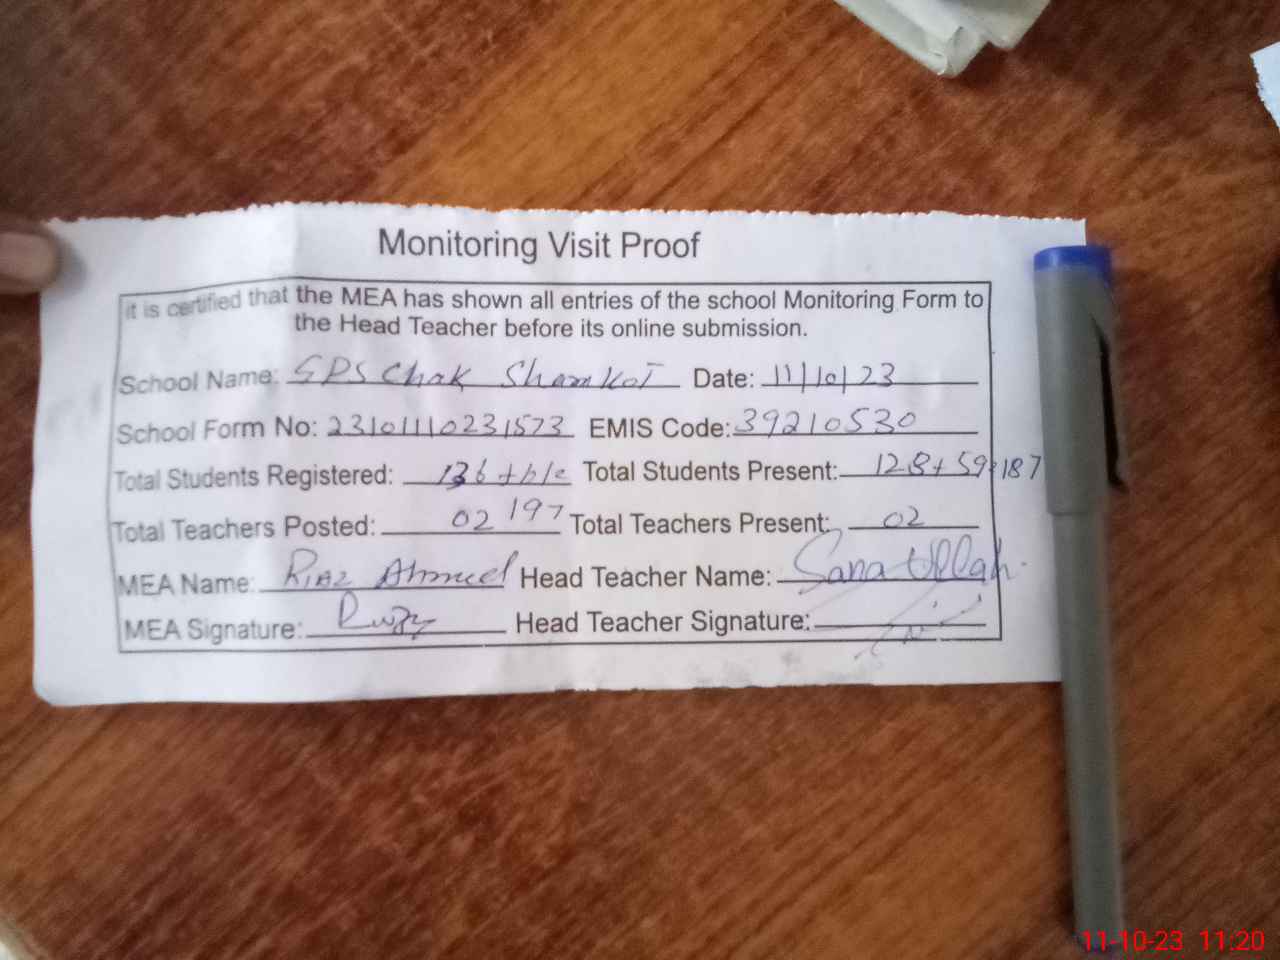 Monitoring Visit Proof
it is certified that the MEA has shown all entries of the school Monitoring Form to
the Head Teacher before its online submission.
School Name: GPS Chak Shamkot Date: 11/10/23
School Form No: 23101110231573 EMIS Code: 39210530
Total Students Registered: 136 + Total Students Present: 128+59=187
Total Teachers Posted: 02 197 Total Teachers Present: 02
MEA Name: Riaz Ahmed Head Teacher Name: Sana Ullah.
MEA Signature: Head Teacher Signature:
11-10-23 11:20